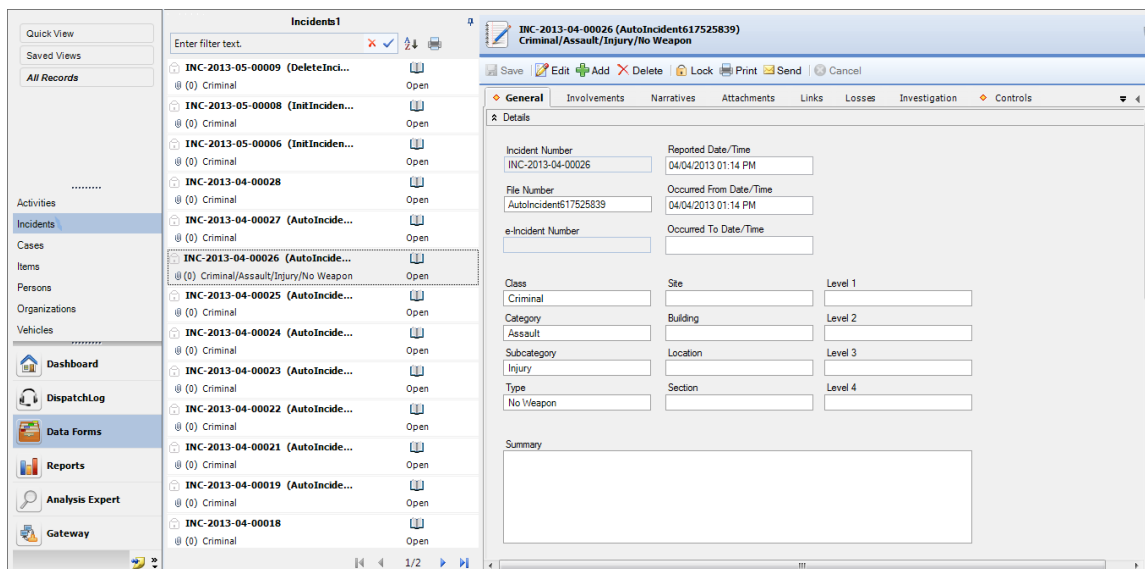 Quick View
Saved Views
All Records
Activities
Incidents
Cases
Items
Persons
Organizations
Vehicles
Dashboard
DispatchLog
Data Forms
Reports
Analysis Expert
Gateway
Incidents1
Enter filter text.
INC-2013-05-00009 (DeleteInci...
(0) Criminal Open
INC-2013-05-00008 (InitInciden...
(0) Criminal Open
INC-2013-05-00006 (InitInciden...
(0) Criminal Open
INC-2013-04-00028
(0) Criminal Open
INC-2013-04-00027 (AutoIncide...
(0) Criminal Open
INC-2013-04-00026 (AutoIncide...
(0) Criminal/Assault/Injury/No Weapon Open
INC-2013-04-00025 (AutoIncide...
(0) Criminal Open
INC-2013-04-00024 (AutoIncide...
(0) Criminal Open
INC-2013-04-00023 (AutoIncide...
(0) Criminal Open
INC-2013-04-00022 (AutoIncide...
(0) Criminal Open
INC-2013-04-00021 (AutoIncide...
(0) Criminal Open
INC-2013-04-00019 (AutoIncide...
(0) Criminal Open
INC-2013-04-00018
(0) Criminal Open
1/2
INC-2013-04-00026 (AutoIncident617525839)
Criminal/Assault/Injury/No Weapon
Save Edit Add Delete Lock Print Send Cancel
General Involvements Narratives Attachments Links Losses Investigation Controls
Details
Incident Number Reported Date/Time
INC-2013-04-00026 04/04/2013 01:14 PM
File Number Occurred From Date/Time
AutoIncident617525839 04/04/2013 01:14 PM
e-Incident Number Occurred To Date/Time
Class Site Level 1
Criminal
Category Building Level 2
Assault
Subcategory Location Level 3
Injury
Type Section Level 4
No Weapon
Summary